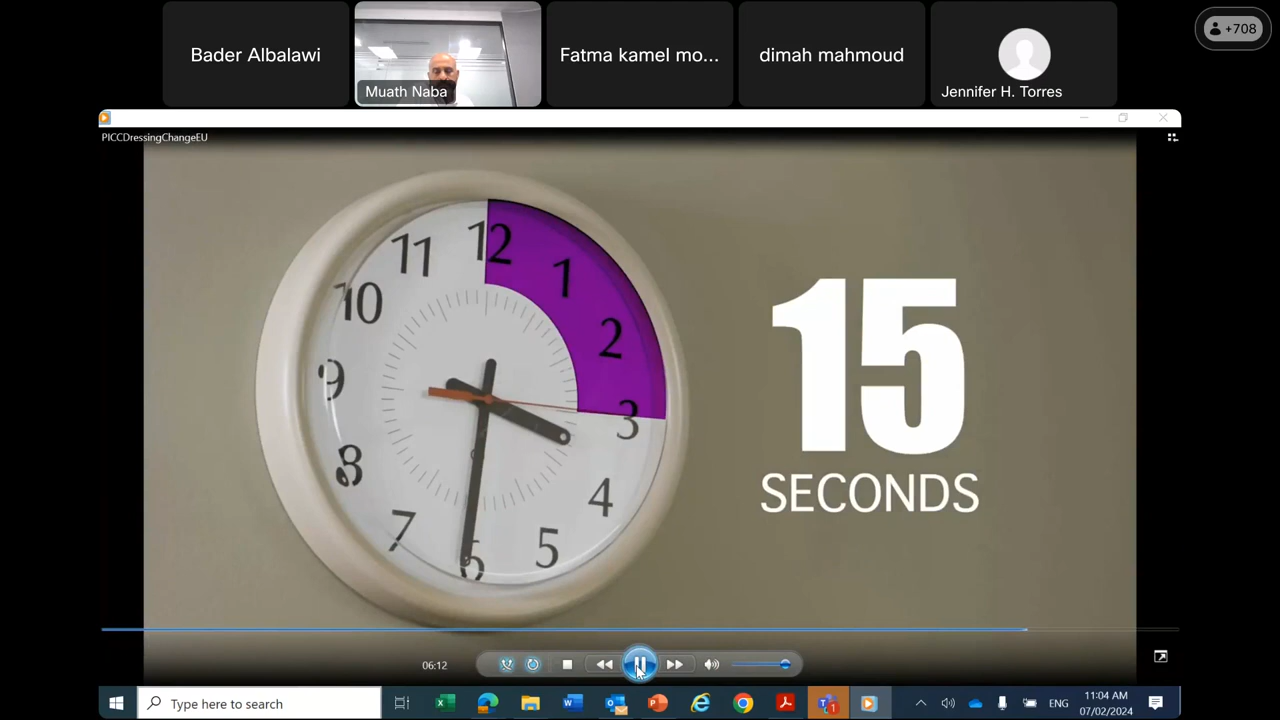 Bader Albalawi
Muath Naba
Fatma kamel mo...
dimah mahmoud
Jennifer H. Torres
+708
PICCDressingChangeEU
12
1
2
3
4
5
6
7
8
9
10
11
15
SECONDS
06:12
Type here to search
1
ENG
11:04 AM
07/02/2024